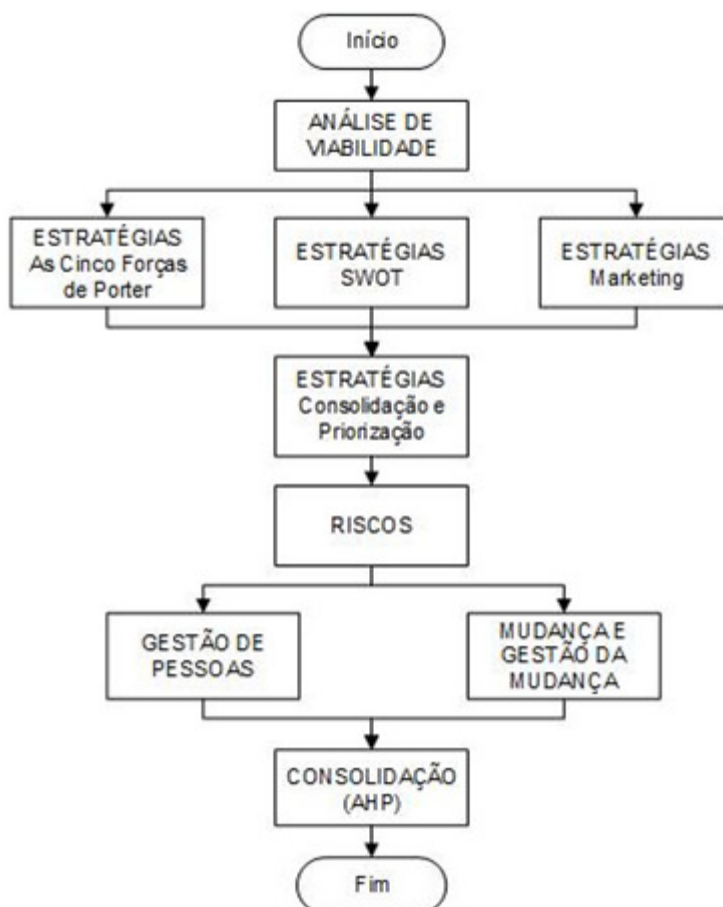 Início
ANÁLISE DE
VIABILIDADE
ESTRATÉGIAS
As Cinco Forças
de Porter
ESTRATÉGIAS
SWOT
ESTRATÉGIAS
Marketing
ESTRATÉGIAS
Consolidação e
Priorização
RISCOS
GESTÃO DE
PESSOAS
MUDANÇA E
GESTÃO DA
MUDANÇA
CONSOLIDAÇÃO
(AHP)
Fim